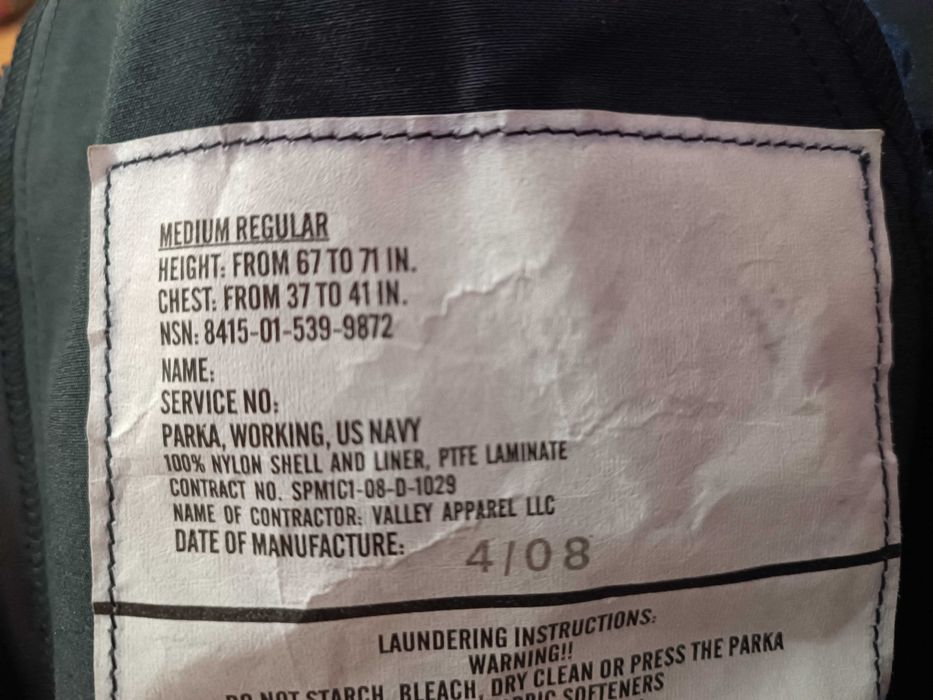 MEDIUM REGULAR
HEIGHT: FROM 67 TO 71 IN.
CHEST: FROM 37 TO 41 IN.
NSN: 8415-01-539-9872
NAME:
SERVICE NO:
PARKA, WORKING, US NAVY
100% NYLON SHELL AND LINER, PTFE LAMINATE
CONTRACT NO. SPM1C1-08-D-1029
NAME OF CONTRACTOR: VALLEY APPAREL LLC
DATE OF MANUFACTURE: 4/08
LAUNDERING INSTRUCTIONS:
WARNING!!
DO NOT STARCH, BLEACH, DRY CLEAN OR PRESS THE PARKA
SOFTENERS